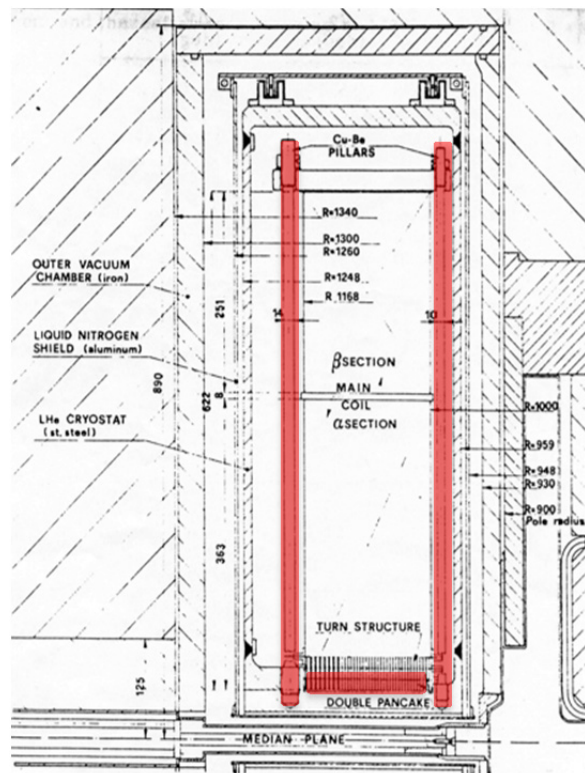 Cu-Be
PILLARS
R=1340
R=1300
R=1260
OUTER VACUUM
CHAMBER (iron)
R=1248
R 1168
251
14
10
LIQUID NITROGEN
SHIELD (aluminum)
β SECTION
890
622
8
MAIN
COIL
α SECTION
R=1000
LHe CRYOSTAT
(st. steel)
R=959
R=948
R=930
R=900
Pole radius
363
TURN STRUCTURE
125
DOUBLE PANCAKE
MEDIAN PLANE